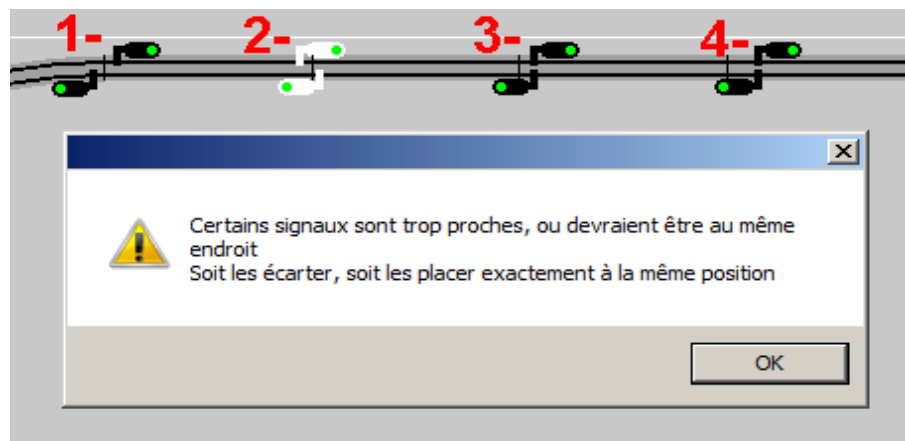 1- 2- 3- 4-
Certains signaux sont trop proches, ou devraient être au même
endroit
Soit les écarter, soit les placer exactement à la même position
OK